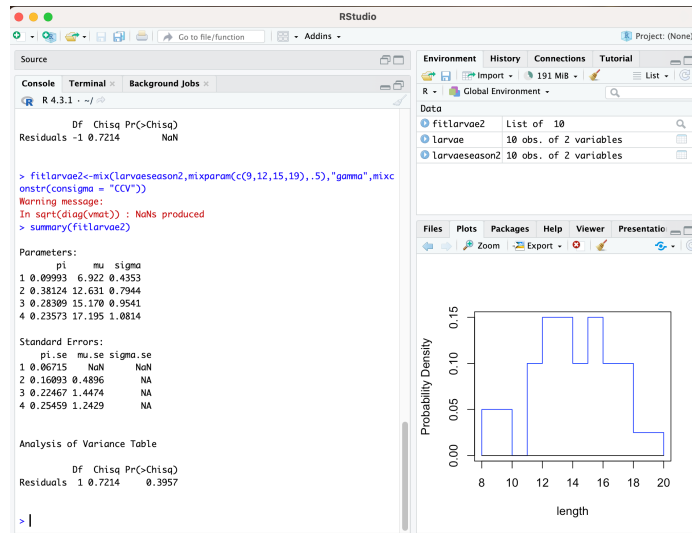 RStudio
Go to file/function
Addins
Project: (None)
Source
Console Terminal Background Jobs
R 4.3.1 · ~/
Df Chisq Pr(>Chisq)
Residuals -1 0.7214 NaN
> fitlarvae2<-mix(larvaeseason2,mixparam(c(9,12,15,19),.5),"gamma",mixc
onstr(consigma = "CCV"))
Warning message:
In sqrt(diag(vmat)) : NaNs produced
> summary(fitlarvae2)
Parameters:
pi mu sigma
1 0.09993 6.922 0.4353
2 0.38124 12.631 0.7944
3 0.28309 15.170 0.9541
4 0.23573 17.195 1.0814
Standard Errors:
pi.se mu.se sigma.se
1 0.06715 NaN NaN
2 0.16093 0.4896 NA
3 0.22467 1.4474 NA
4 0.25459 1.2429 NA
Analysis of Variance Table
Df Chisq Pr(>Chisq)
Residuals 1 0.7214 0.3957
>
Environment History Connections Tutorial
Import 191 MiB List
R Global Environment
Data
fitlarvae2 List of 10
larvae 10 obs. of 2 variables
larvaeseason2 10 obs. of 2 variables
Files Plots Packages Help Viewer Presentatio
Zoom Export
0.15
0.10
0.05
0.00
Probability Density
8 10 12 14 16 18 20
length